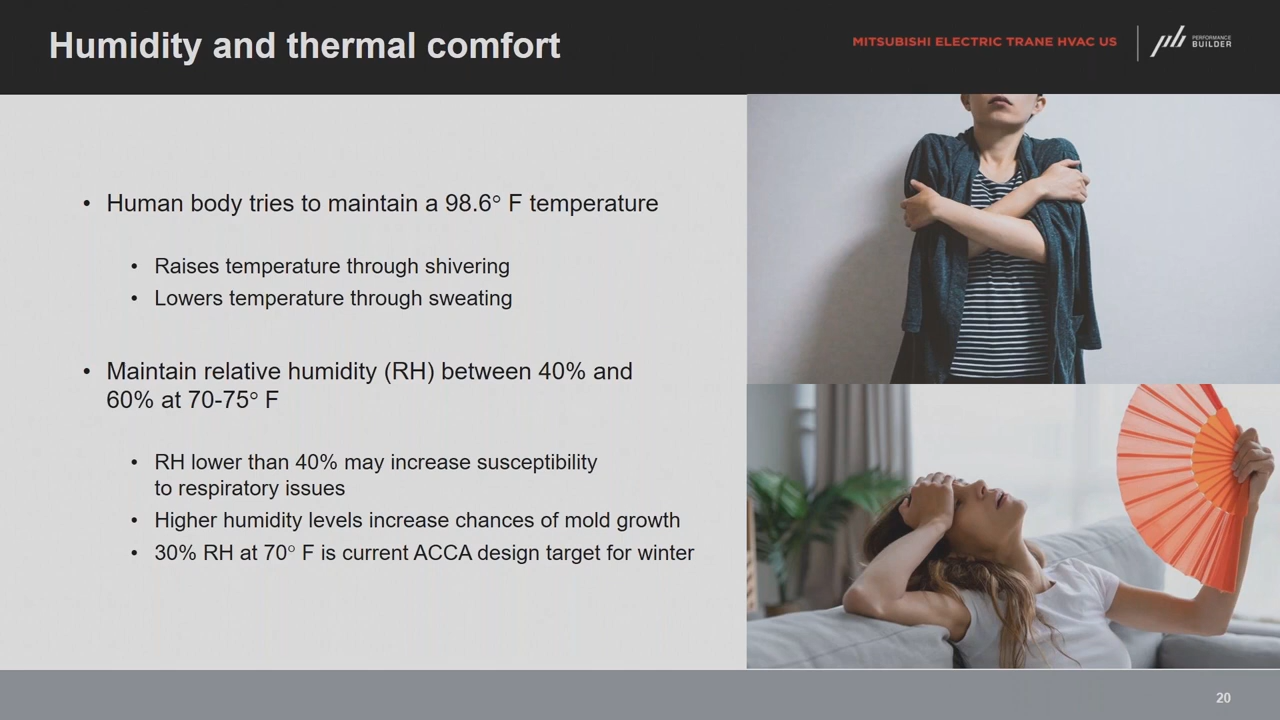 Humidity and thermal comfort
MITSUBISHI ELECTRIC TRANE HVAC US
PERFORMANCE
BUILDER
• Human body tries to maintain a 98.6° F temperature
• Raises temperature through shivering
• Lowers temperature through sweating
• Maintain relative humidity (RH) between 40% and
60% at 70-75° F
• RH lower than 40% may increase susceptibility
to respiratory issues
• Higher humidity levels increase chances of mold growth
• 30% RH at 70° F is current ACCA design target for winter
20